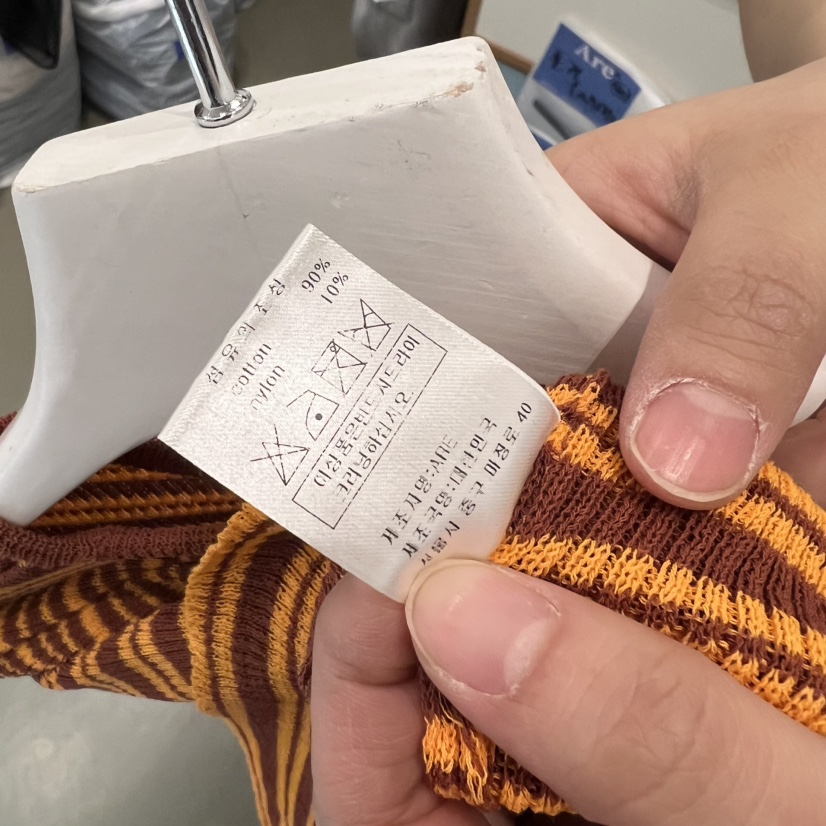 섬유의 조성
cotton 90%
nylon 10%
이상품은반드시드라이
크리닝하십시오
제조자명:ARE
제조국명:대한민국
서울시 중구 마장로 40
Are